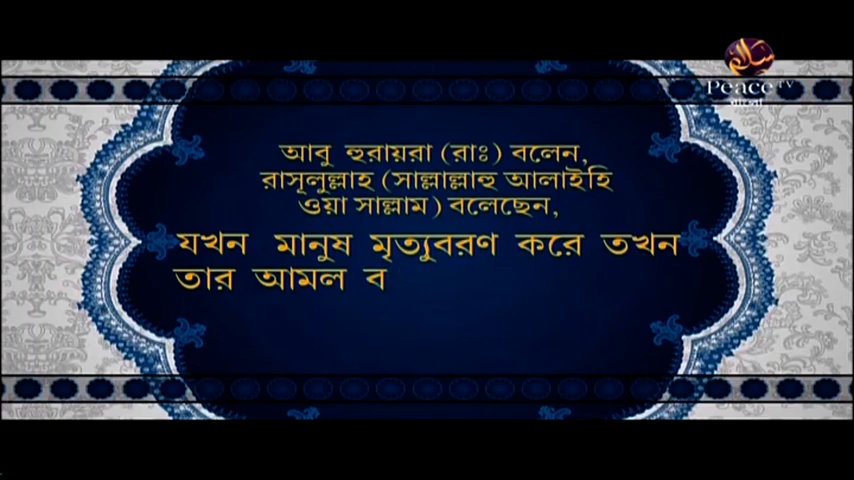 Peace TV
বাংলা
আবু হুরায়রা (রাঃ) বলেন,
রাসূলুল্লাহ (সাল্লাল্লাহু আলাইহি
ওয়া সাল্লাম) বলেছেন,
যখন মানুষ মৃত্যুবরণ করে তখন
তার আমল ব